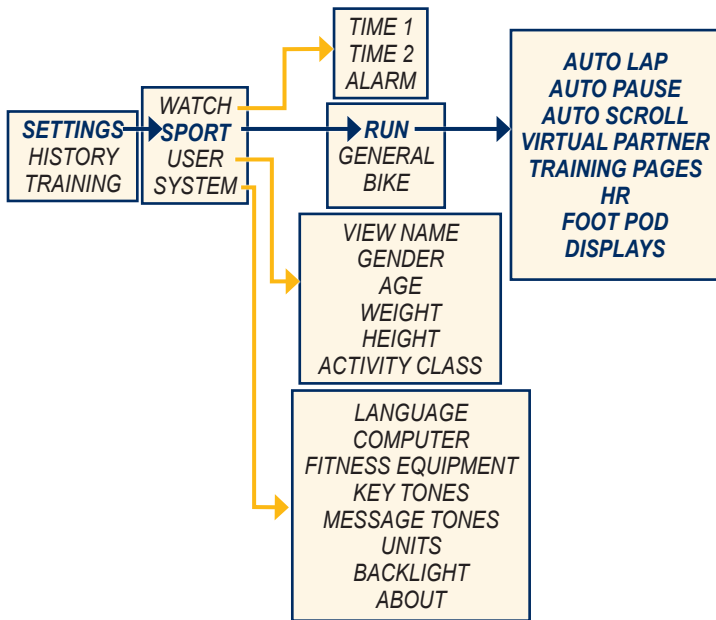 SETTINGS
HISTORY
TRAINING
WATCH
SPORT
USER
SYSTEM
TIME 1
TIME 2
ALARM
RUN
GENERAL
BIKE
AUTO LAP
AUTO PAUSE
AUTO SCROLL
VIRTUAL PARTNER
TRAINING PAGES
HR
FOOT POD
DISPLAYS
VIEW NAME
GENDER
AGE
WEIGHT
HEIGHT
ACTIVITY CLASS
LANGUAGE
COMPUTER
FITNESS EQUIPMENT
KEY TONES
MESSAGE TONES
UNITS
BACKLIGHT
ABOUT